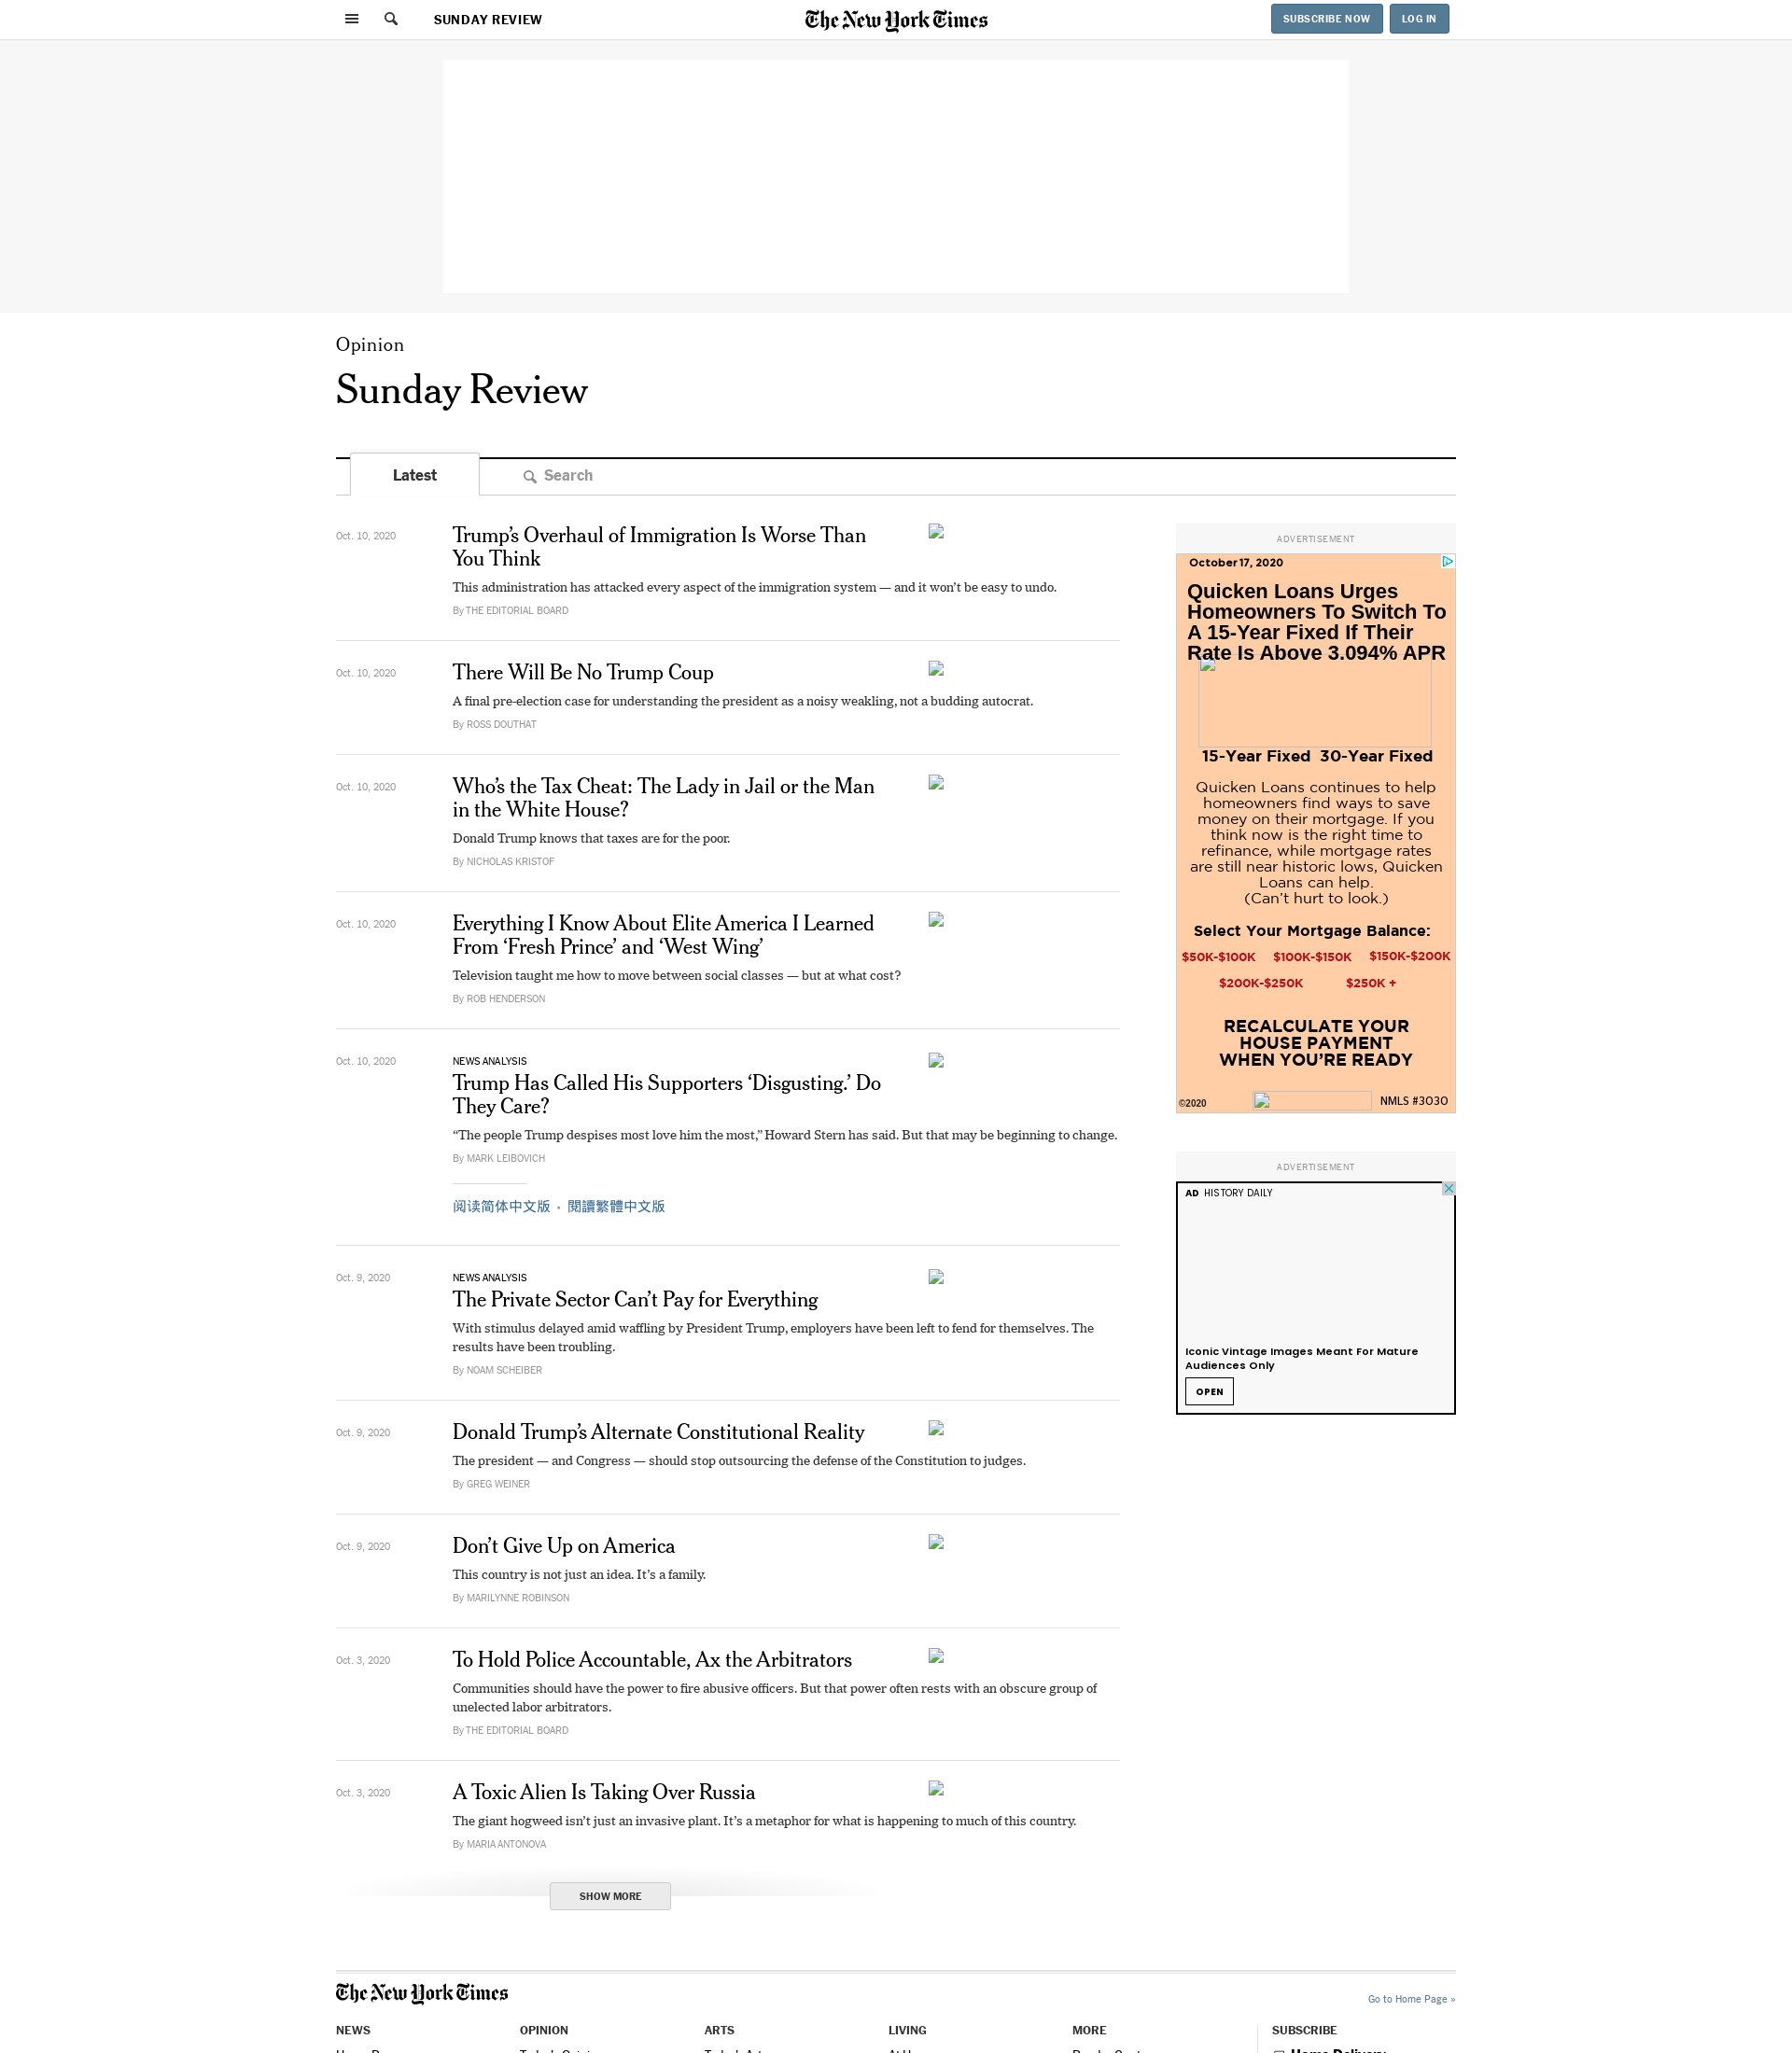 SUNDAY REVIEW
The New York Times
SUBSCRIBE NOW
LOG IN
Opinion
Sunday Review
Latest
Search
Oct. 10, 2020
Trump’s Overhaul of Immigration Is Worse Than
You Think
This administration has attacked every aspect of the immigration system — and it won’t be easy to undo.
By THE EDITORIAL BOARD
Oct. 10, 2020
There Will Be No Trump Coup
A final pre-election case for understanding the president as a noisy weakling, not a budding autocrat.
By ROSS DOUTHAT
Oct. 10, 2020
Who’s the Tax Cheat: The Lady in Jail or the Man
in the White House?
Donald Trump knows that taxes are for the poor.
By NICHOLAS KRISTOF
Oct. 10, 2020
Everything I Know About Elite America I Learned
From ‘Fresh Prince’ and ‘West Wing’
Television taught me how to move between social classes — but at what cost?
By ROB HENDERSON
Oct. 10, 2020
NEWS ANALYSIS
Trump Has Called His Supporters ‘Disgusting.’ Do
They Care?
“The people Trump despises most love him the most,” Howard Stern has said. But that may be beginning to change.
By MARK LEIBOVICH
阅读简体中文版 • 閱讀繁體中文版
Oct. 9, 2020
NEWS ANALYSIS
The Private Sector Can’t Pay for Everything
With stimulus delayed amid waffling by President Trump, employers have been left to fend for themselves. The
results have been troubling.
By NOAM SCHEIBER
Oct. 9, 2020
Donald Trump’s Alternate Constitutional Reality
The president — and Congress — should stop outsourcing the defense of the Constitution to judges.
By GREG WEINER
Oct. 9, 2020
Don’t Give Up on America
This country is not just an idea. It’s a family.
By MARILYNNE ROBINSON
Oct. 3, 2020
To Hold Police Accountable, Ax the Arbitrators
Communities should have the power to fire abusive officers. But that power often rests with an obscure group of
unelected labor arbitrators.
By THE EDITORIAL BOARD
Oct. 3, 2020
A Toxic Alien Is Taking Over Russia
The giant hogweed isn’t just an invasive plant. It’s a metaphor for what is happening to much of this country.
By MARIA ANTONOVA
SHOW MORE
ADVERTISEMENT
October 17, 2020
Quicken Loans Urges
Homeowners To Switch To
A 15-Year Fixed If Their
Rate Is Above 3.094% APR
15-Year Fixed 30-Year Fixed
Quicken Loans continues to help
homeowners find ways to save
money on their mortgage. If you
think now is the right time to
refinance, while mortgage rates
are still near historic lows, Quicken
Loans can help.
(Can’t hurt to look.)
Select Your Mortgage Balance:
$50K-$100K $100K-$150K $150K-$200K
$200K-$250K $250K +
RECALCULATE YOUR
HOUSE PAYMENT
WHEN YOU’RE READY
©2020 NMLS #3030
ADVERTISEMENT
AD HISTORY DAILY
Iconic Vintage Images Meant For Mature
Audiences Only
OPEN
The New York Times
Go to Home Page »
NEWS OPINION ARTS LIVING MORE SUBSCRIBE